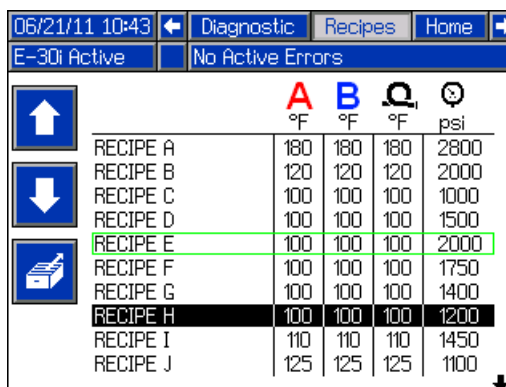 06/21/11 10:43 Diagnostic Recipes Home
E-30i Active No Active Errors
A B
°F °F °F psi
RECIPE A 180 180 180 2800
RECIPE B 120 120 120 2000
RECIPE C 100 100 100 1000
RECIPE D 100 100 100 1500
RECIPE E 100 100 100 2000
RECIPE F 100 100 100 1750
RECIPE G 100 100 100 1400
RECIPE H 100 100 100 1200
RECIPE I 110 110 110 1450
RECIPE J 125 125 125 1100